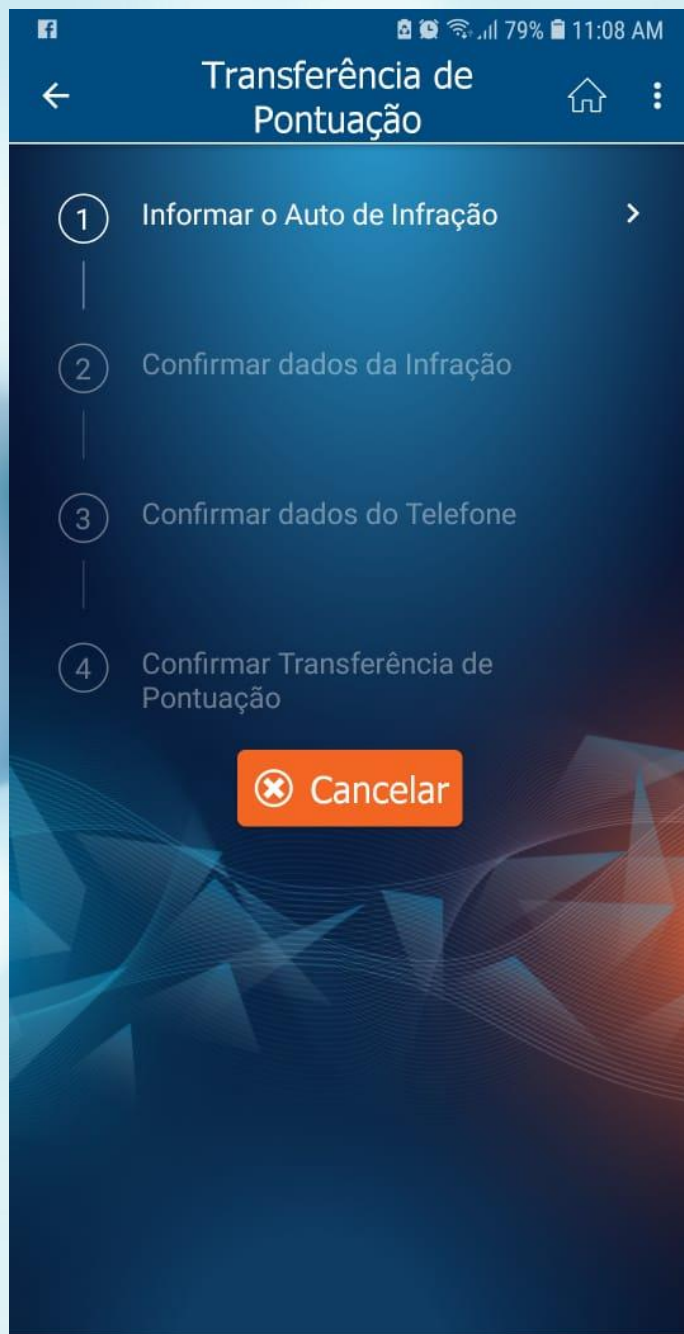 79% 11:08 AM
Transferência de
Pontuação
1 Informar o Auto de Infração
2 Confirmar dados da Infração
3 Confirmar dados do Telefone
4 Confirmar Transferência de
Pontuação
Cancelar